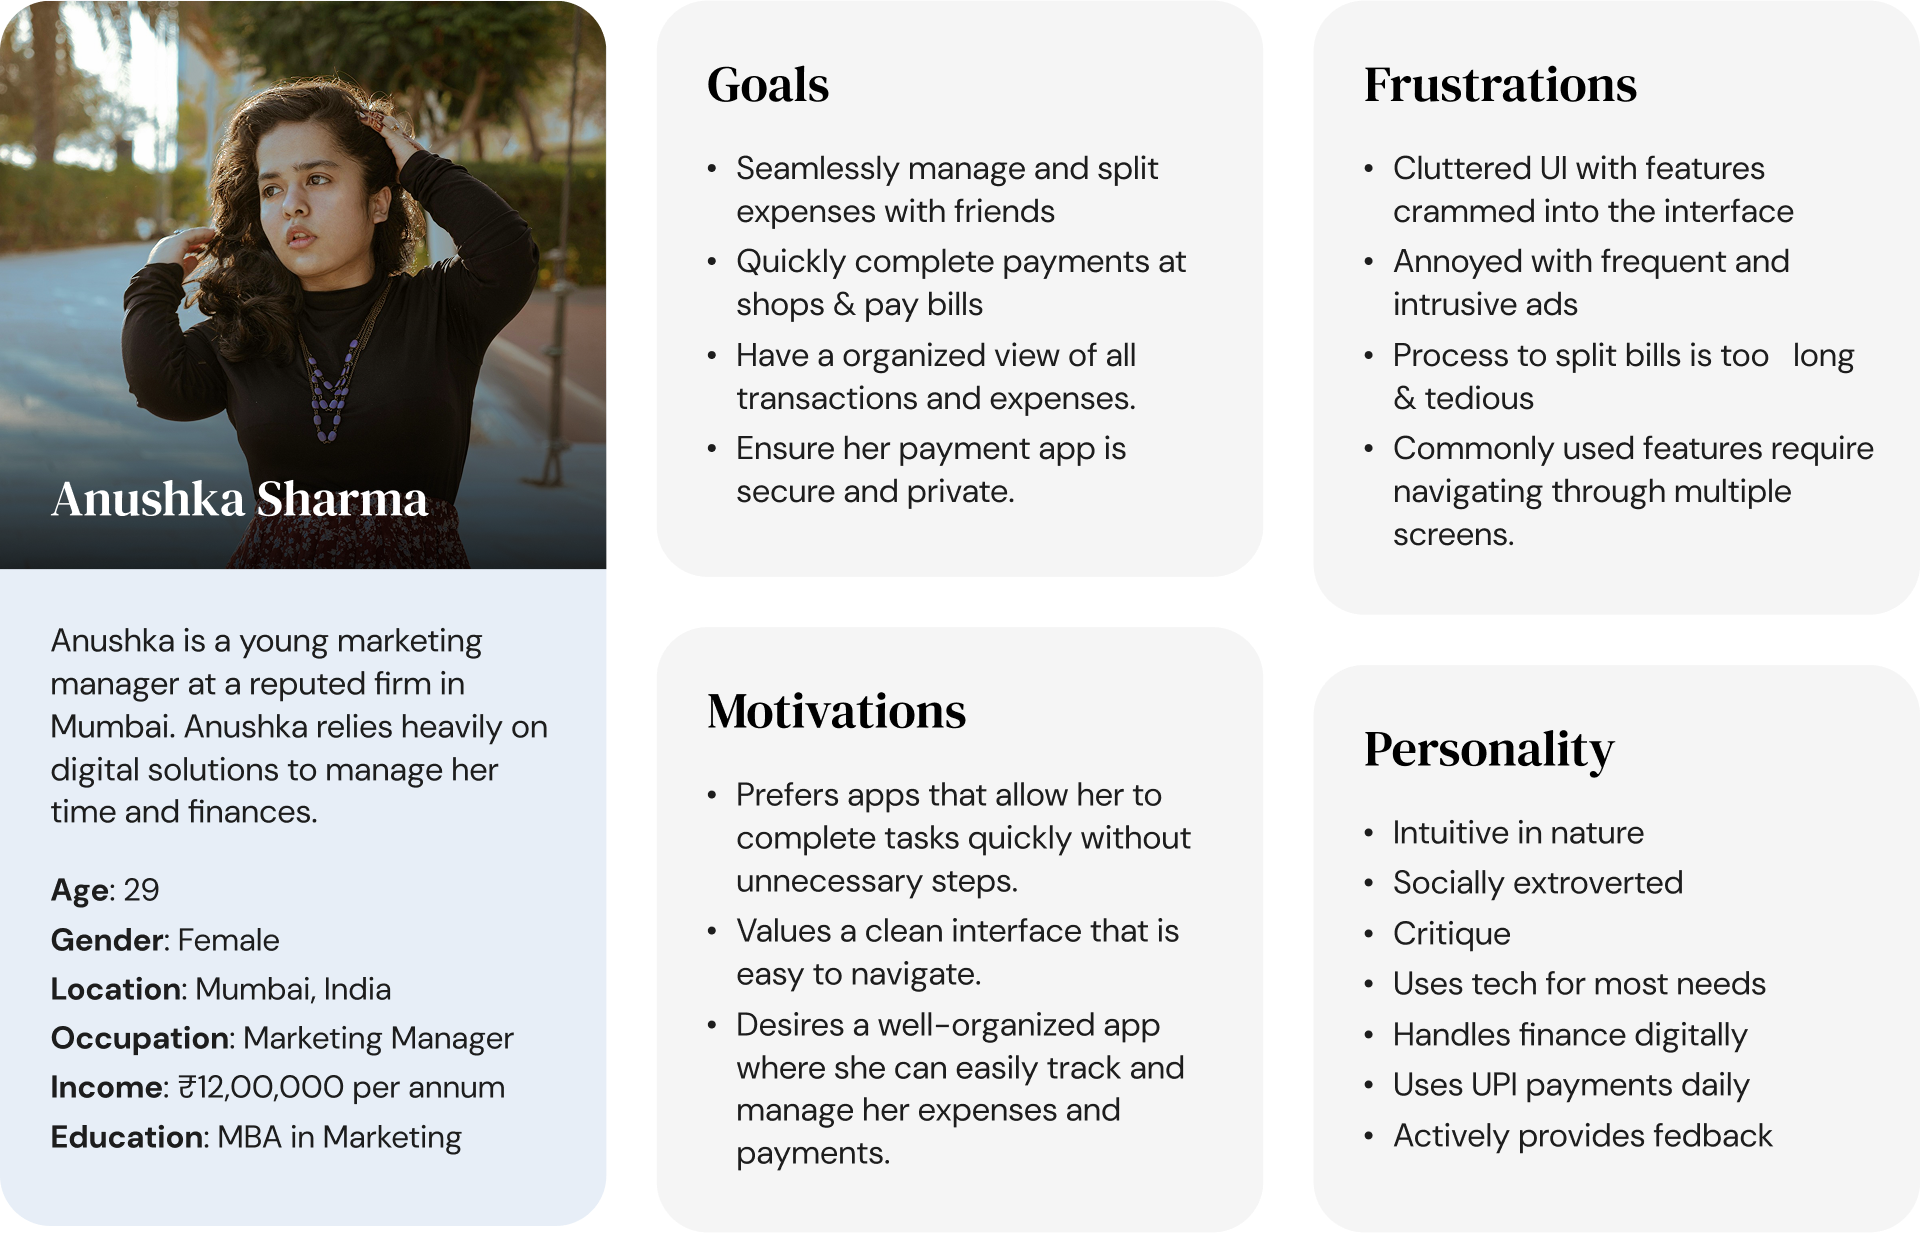 Anushka Sharma
Anushka is a young marketing
manager at a reputed firm in
Mumbai. Anushka relies heavily on
digital solutions to manage her
time and finances.
Age: 29
Gender: Female
Location: Mumbai, India
Occupation: Marketing Manager
Income: ₹12,00,000 per annum
Education: MBA in Marketing
Goals
• Seamlessly manage and split
expenses with friends
• Quickly complete payments at
shops & pay bills
• Have a organized view of all
transactions and expenses.
• Ensure her payment app is
secure and private.
Motivations
• Prefers apps that allow her to
complete tasks quickly without
unnecessary steps.
• Values a clean interface that is
easy to navigate.
• Desires a well-organized app
where she can easily track and
manage her expenses and
payments.
Frustrations
• Cluttered UI with features
crammed into the interface
• Annoyed with frequent and
intrusive ads
• Process to split bills is too   long
& tedious
• Commonly used features require
navigating through multiple
screens.
Personality
• Intuitive in nature
• Socially extroverted
• Critique
• Uses tech for most needs
• Handles finance digitally
• Uses UPI payments daily
• Actively provides fedback